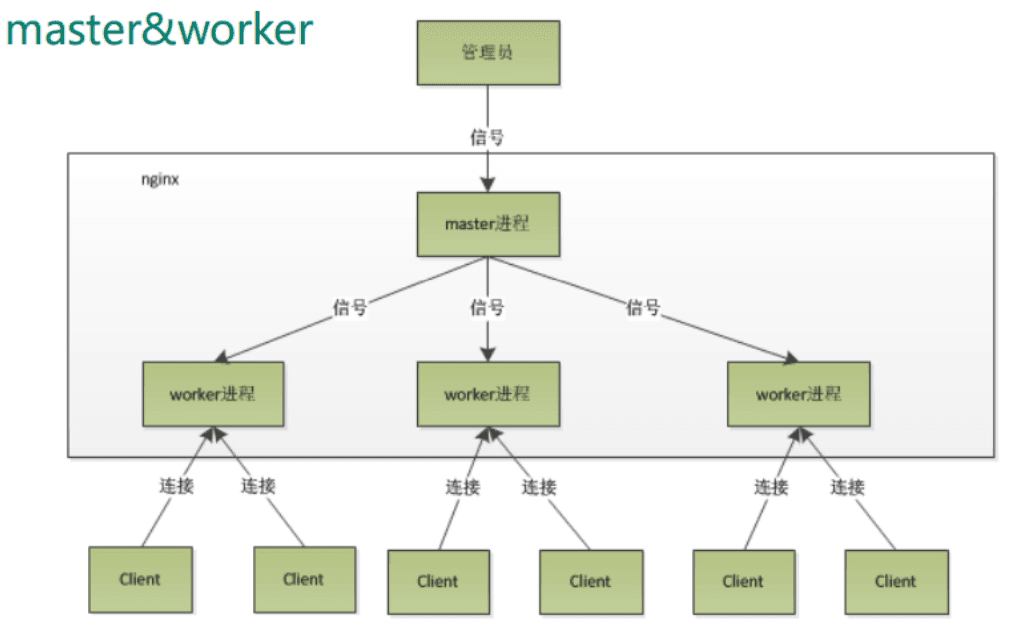 master&worker
管理员
信号
nginx
master进程
信号
信号
信号
worker进程
worker进程
worker进程
连接
连接
连接
连接
连接
连接
Client
Client
Client
Client
Client
Client